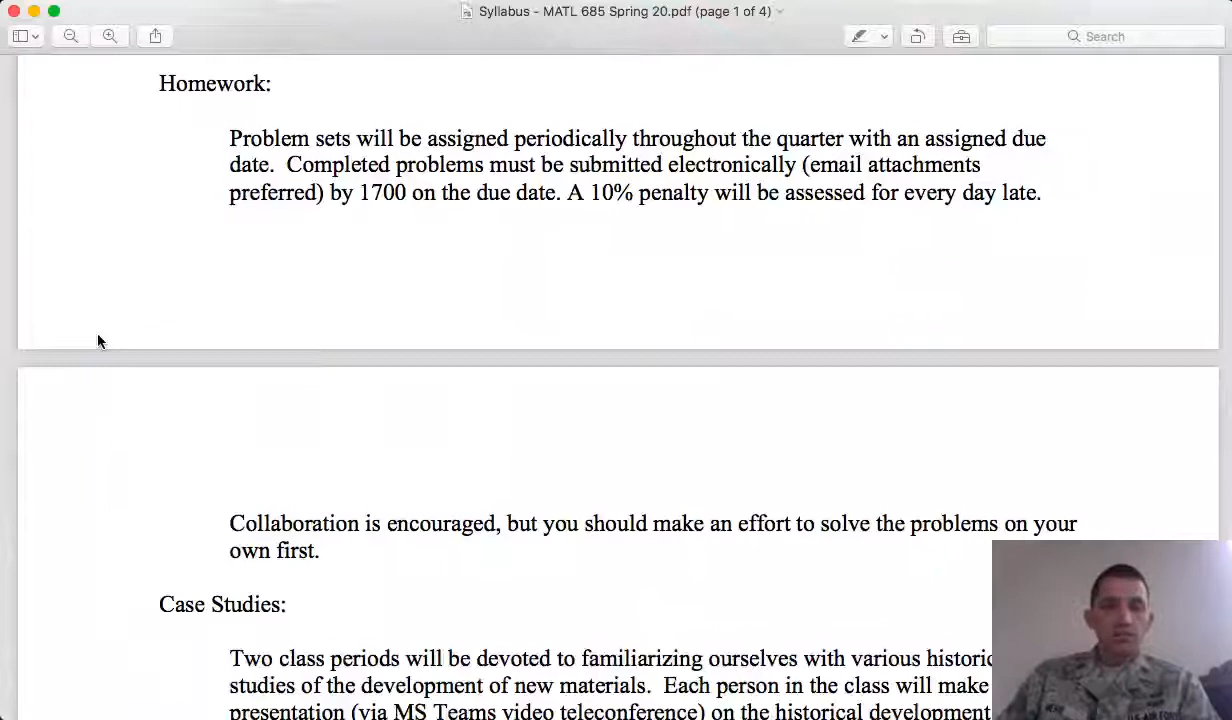 Syllabus - MATL 685 Spring 20.pdf (page 1 of 4)
Search
Homework:
Problem sets will be assigned periodically throughout the quarter with an assigned due
date.  Completed problems must be submitted electronically (email attachments
preferred) by 1700 on the due date. A 10% penalty will be assessed for every day late.
Collaboration is encouraged, but you should make an effort to solve the problems on your
own first.
Case Studies:
Two class periods will be devoted to familiarizing ourselves with various
studies of the development of new materials.  Each person in the class will make
presentation (via MS Teams video teleconference) on the historical development